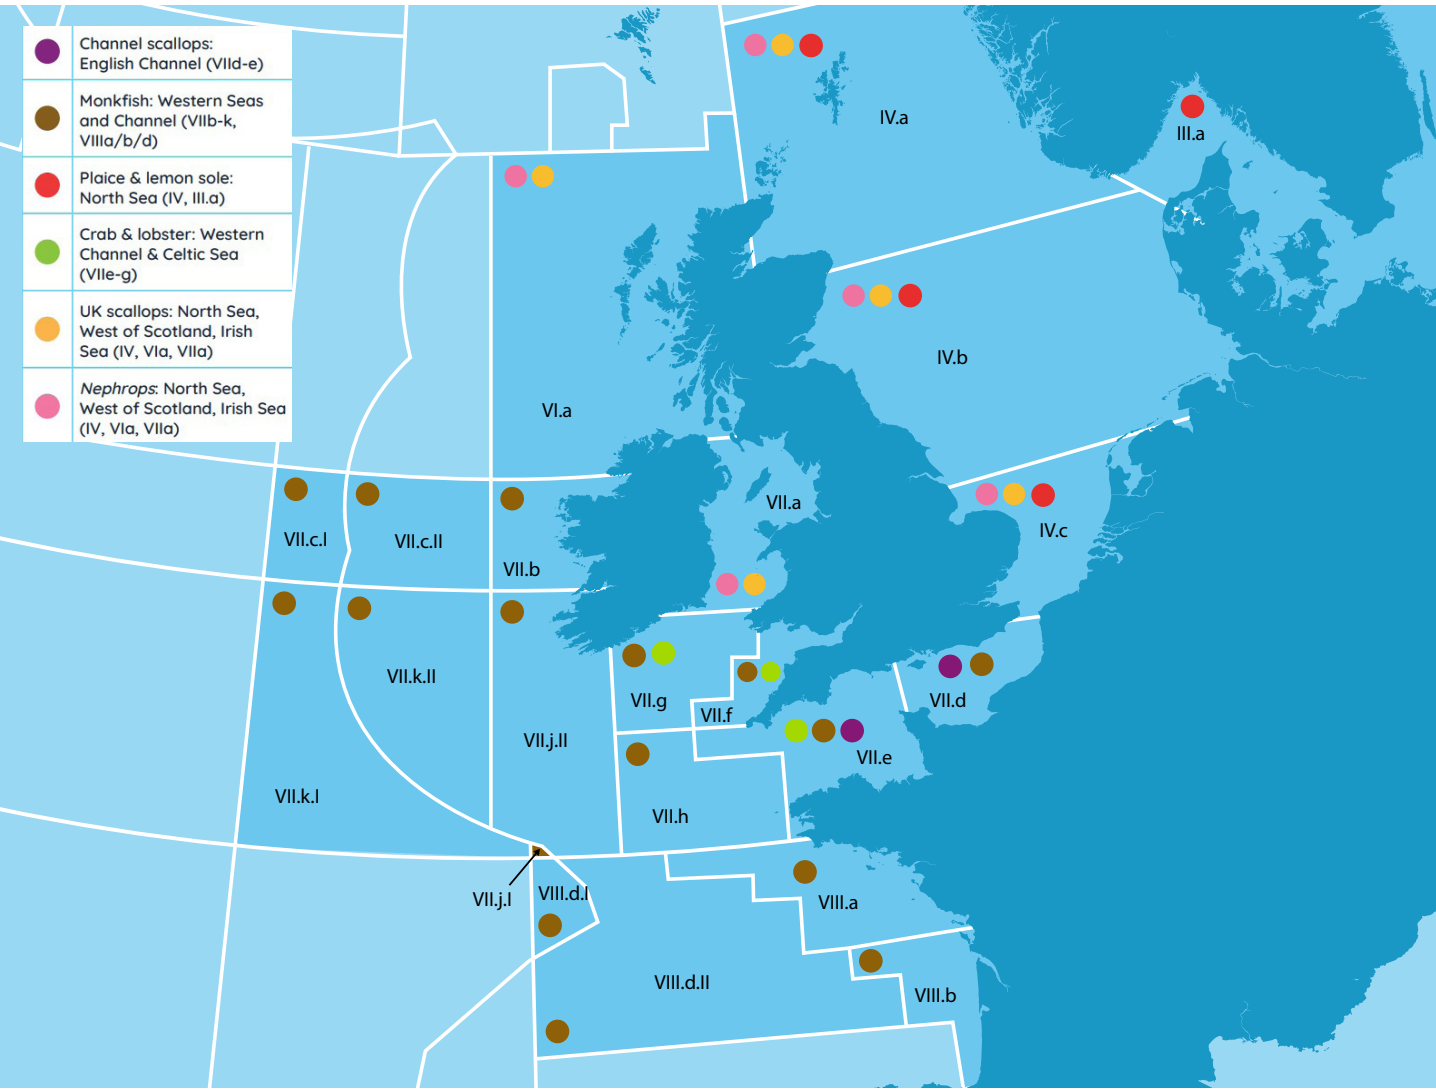 Channel scallops:
English Channel (VIId-e)
Monkfish: Western Seas
and Channel (VIIb-k,
VIIIa/b/d)
Plaice & lemon sole:
North Sea (IV, III.a)
Crab & lobster: Western
Channel & Celtic Sea
(VIIe-g)
UK scallops: North Sea,
West of Scotland, Irish
Sea (IV, VIa, VIIa)
Nephrops: North Sea,
West of Scotland, Irish Sea
(IV, VIa, VIIa)
IV.a
III.a
IV.b
VI.a
VII.a
IV.c
VII.c.I
VII.c.II
VII.b
VII.k.II
VII.g
VII.f
VII.d
VII.j.II
VII.e
VII.k.I
VII.h
VII.j.I
VIII.d.I
VIII.a
VIII.d.II
VIII.b